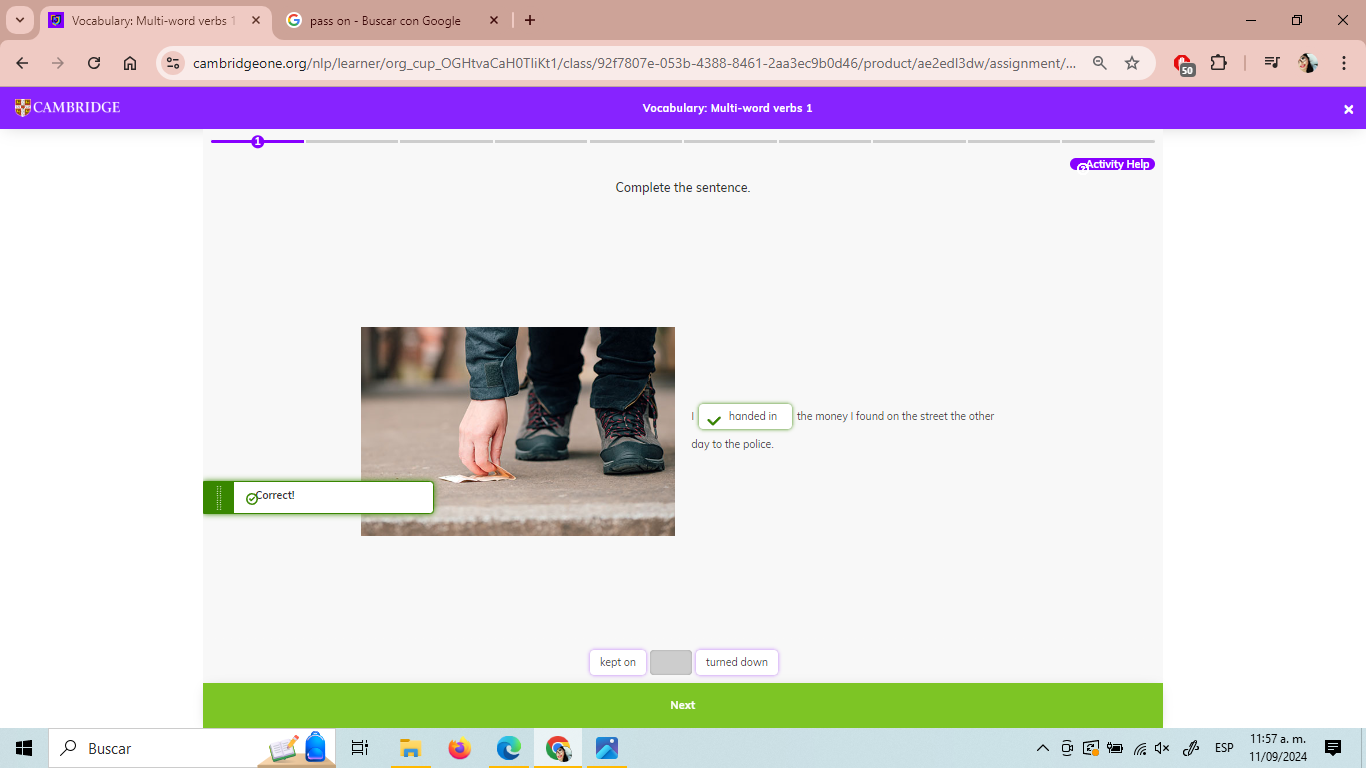 Vocabulary: Multi-word verbs 1
pass on - Buscar con Google
cambridgeone.org/nlp/learner/org_cup_OGHtvaCaH0TIiKt1/class/92f7807e-053b-4388-8461-2aa3ec9b0d46/product/ae2edl3dw/assignment/...
50
CAMBRIDGE
Vocabulary: Multi-word verbs 1
1
Activity Help
Complete the sentence.
I handed in the money I found on the street the other
day to the police.
Correct!
kept on
turned down
Next
Buscar
ESP
11:57 a. m.
11/09/2024